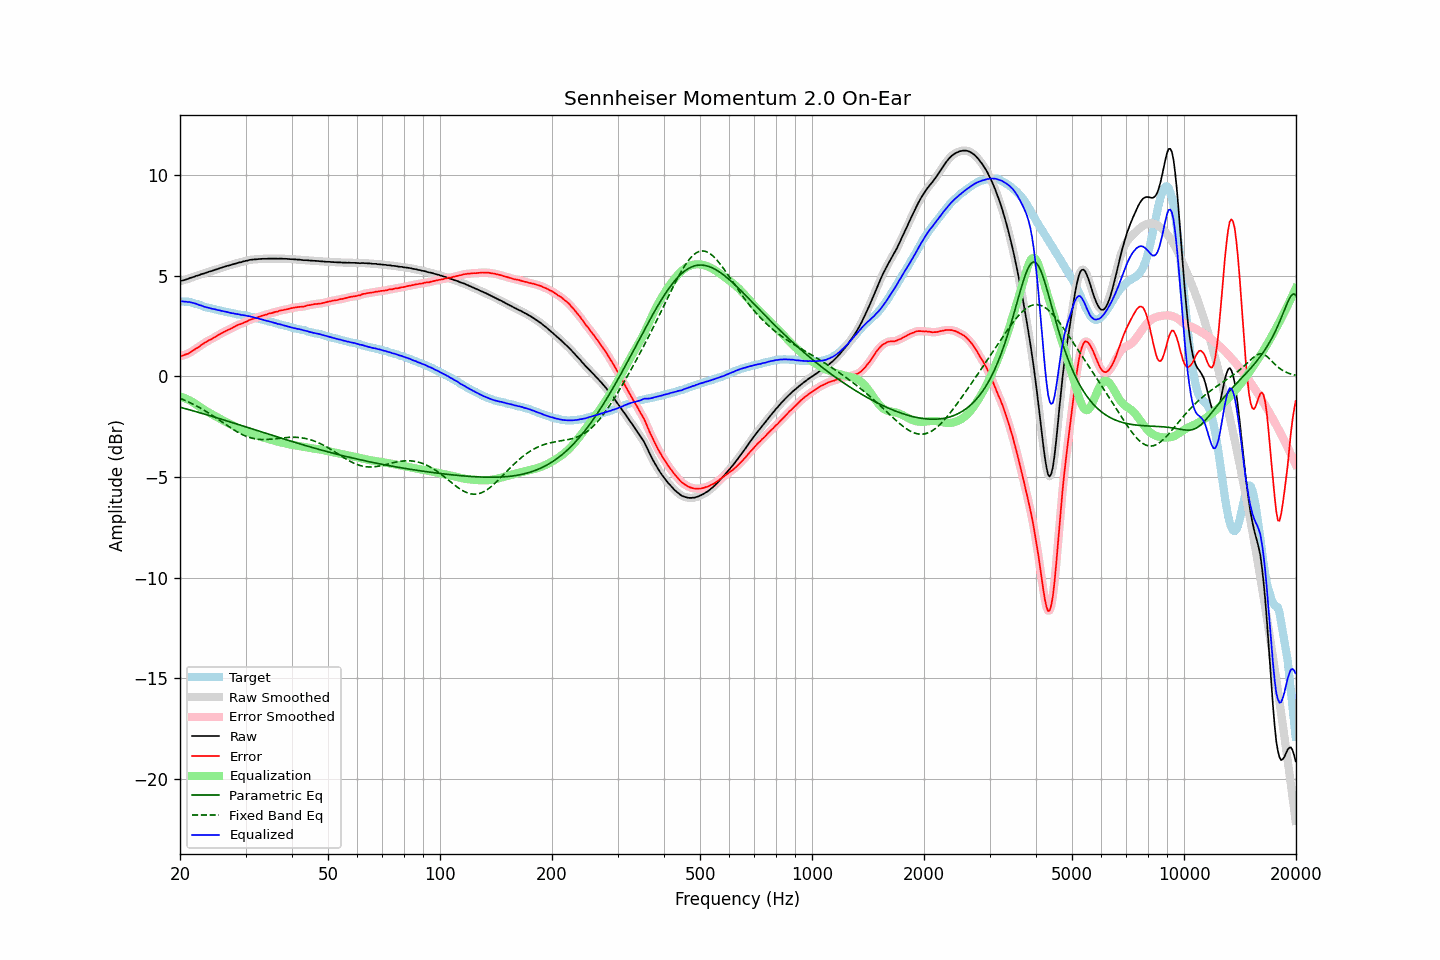 Sennheiser Momentum 2.0 On-Ear
Amplitude (dBr)
10
5
0
−5
−10
−15
−20
Target
Raw Smoothed
Error Smoothed
Raw
Error
Equalization
Parametric Eq
Fixed Band Eq
Equalized
20 50 100 200 500 1000 2000 5000 10000 20000
Frequency (Hz)